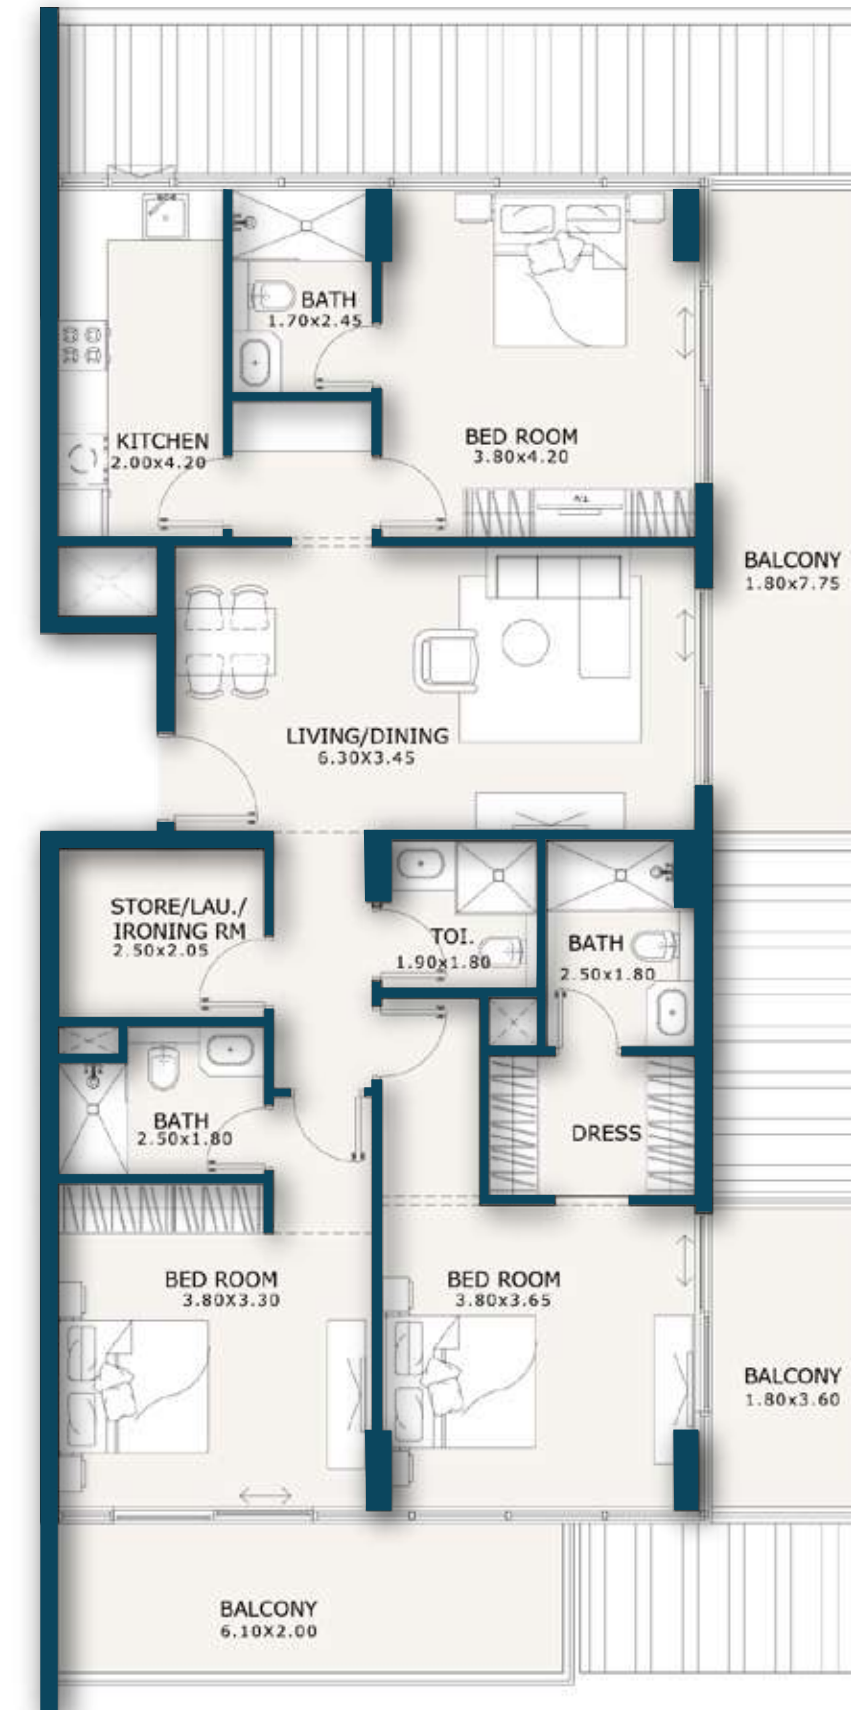 BATH
1.70x2.45
KITCHEN
2.00x4.20
BED ROOM
3.80x4.20
TV
BALCONY
1.80x7.75
LIVING/DINING
6.30X3.45
STORE/LAU./
IRONING RM
2.50x2.05
TOI.
1.90x1.80
BATH
2.50x1.80
BATH
2.50x1.80
DRESS
BED ROOM
3.80X3.30
BED ROOM
3.80x3.65
BALCONY
1.80x3.60
BALCONY
6.10X2.00